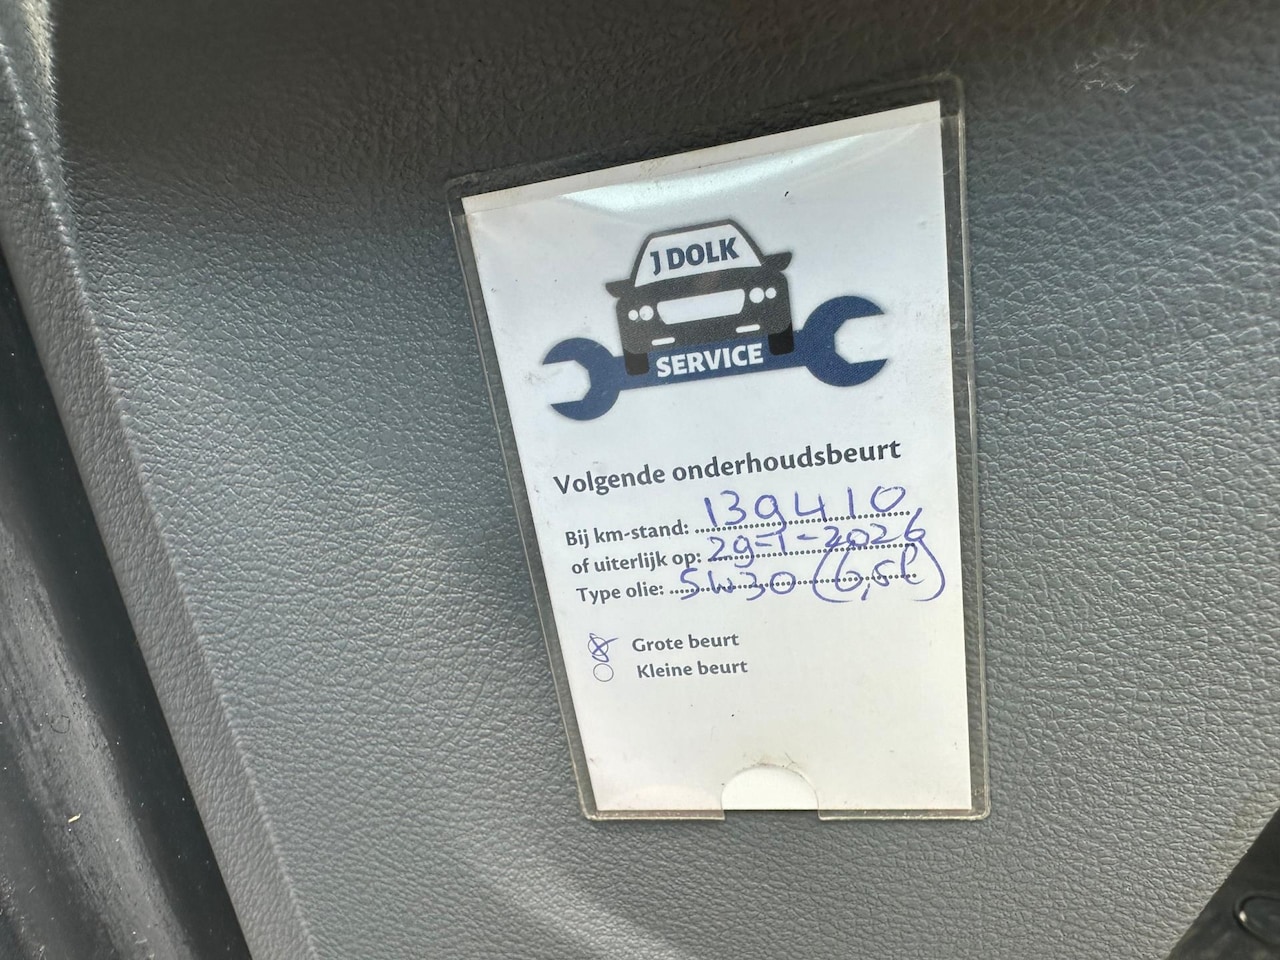 J DOLK
SERVICE
Volgende onderhoudsbeurt
Bij km-stand: 139410
of uiterlijk op: 29-1-2026
Type olie: 5W30 (6,5l)
Grote beurt
Kleine beurt